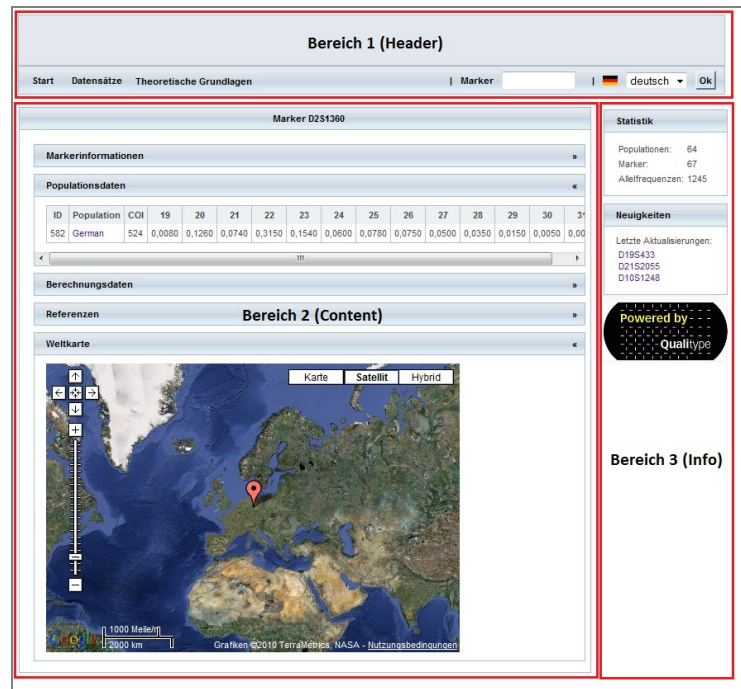 Bereich 1 (Header)
Start Datensätze Theoretische Grundlagen | Marker | deutsch Ok
Marker D2S1360
Markerinformationen »
Populationsdaten «
ID Population COI 19 20 21 22 23 24 25 26 27 28 29 30 31
582 German 524 0,0080 0,1260 0,0740 0,3150 0,1540 0,0600 0,0780 0,0750 0,0500 0,0350 0,0150 0,0050 0,00
Berechnungsdaten »
Referenzen »
Bereich 2 (Content)
Weltkarte «
Karte Satellit Hybrid
1000 Meile/n
2000 km
Google
Grafiken ©2010 TerraMetrics, NASA - Nutzungsbedingungen
Statistik
Populationen: 64
Marker: 67
Allelfrequenzen: 1245
Neuigkeiten
Letzte Aktualisierungen:
D19S433
D21S2055
D10S1248
Powered by
Qualitype
Bereich 3 (Info)